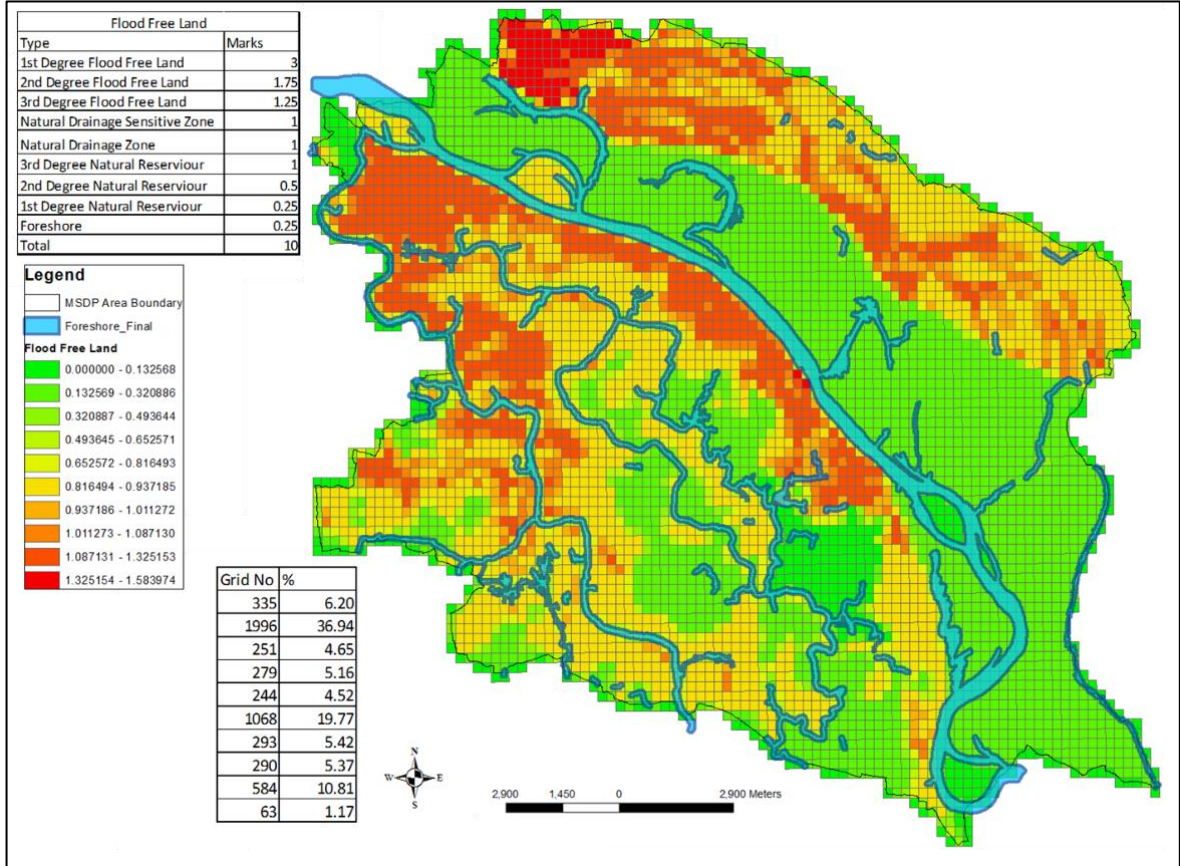 Flood Free Land
Type Marks
1st Degree Flood Free Land 3
2nd Degree Flood Free Land 1.75
3rd Degree Flood Free Land 1.25
Natural Drainage Sensitive Zone 1
Natural Drainage Zone 1
3rd Degree Natural Reserviour 1
2nd Degree Natural Reserviour 0.5
1st Degree Natural Reserviour 0.25
Foreshore 0.25
Total 10
Legend
MSDP Area Boundary
Foreshore_Final
Flood Free Land
0.000000 - 0.132568
0.132569 - 0.320886
0.320887 - 0.493644
0.493645 - 0.652571
0.652572 - 0.816493
0.816494 - 0.937185
0.937186 - 1.011272
1.011273 - 1.087130
1.087131 - 1.325153
1.325154 - 1.583974
Grid No %
335 6.20
1996 36.94
251 4.65
279 5.16
244 4.52
1068 19.77
293 5.42
290 5.37
584 10.81
63 1.17
N
W E
S
2,900 1,450 0 2,900 Meters